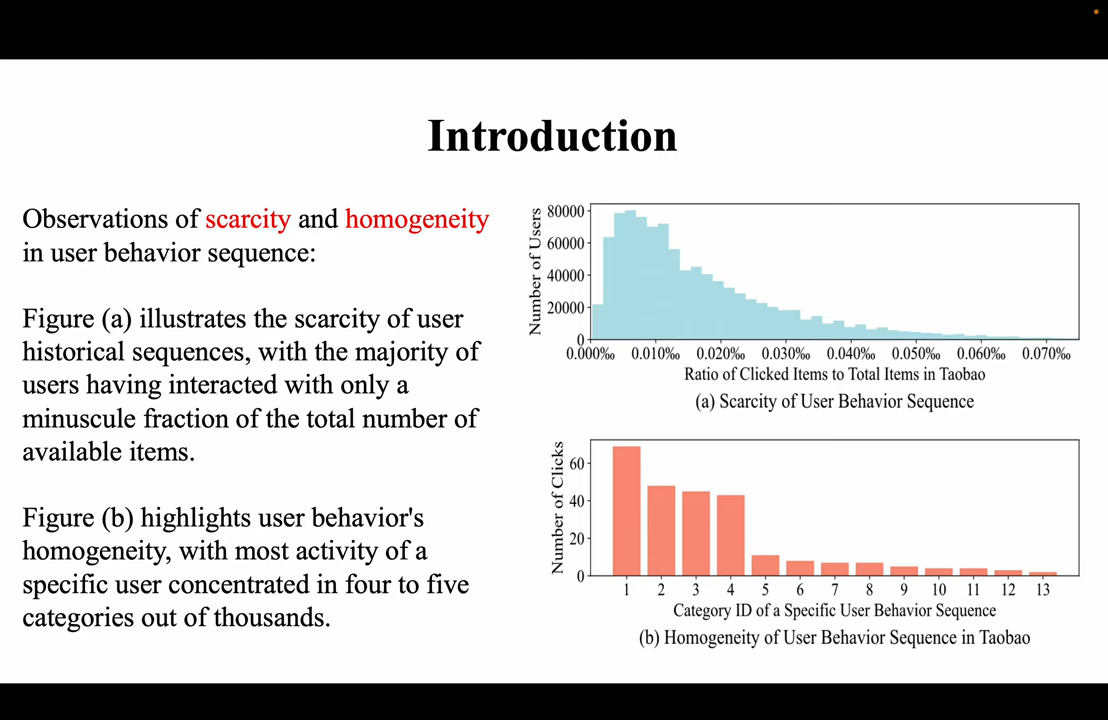 Introduction
Observations of scarcity and homogeneity
in user behavior sequence:
Figure (a) illustrates the scarcity of user
historical sequences, with the majority of
users having interacted with only a
minuscule fraction of the total number of
available items.
Figure (b) highlights user behavior's
homogeneity, with most activity of a
specific user concentrated in four to five
categories out of thousands.
Number of Users
80000
60000
40000
20000
0
0.000‰ 0.010‰ 0.020‰ 0.030‰ 0.040‰ 0.050‰ 0.060‰ 0.070‰
Ratio of Clicked Items to Total Items in Taobao
(a) Scarcity of User Behavior Sequence
Number of Clicks
60
40
20
0
1 2 3 4 5 6 7 8 9 10 11 12 13
Category ID of a Specific User Behavior Sequence
(b) Homogeneity of User Behavior Sequence in Taobao